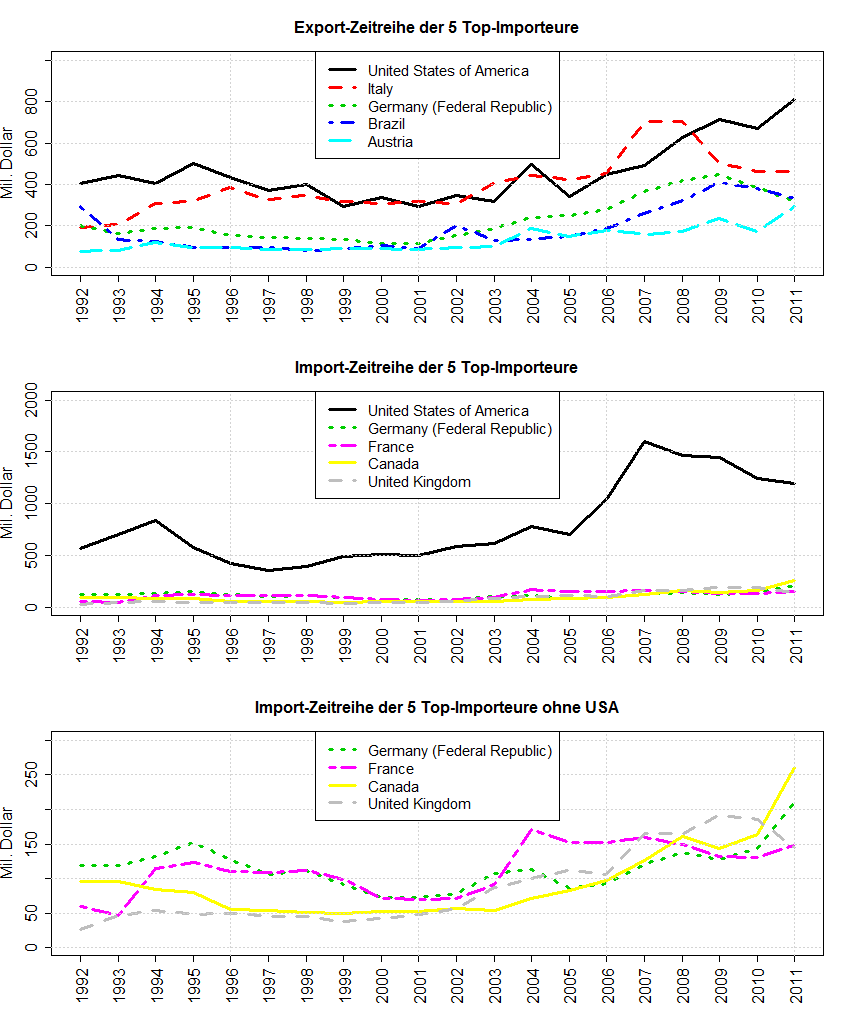 Export-Zeitreihe der 5 Top-Importeure
Mil. Dollar
800
600
400
200
0
United States of America
Italy
Germany (Federal Republic)
Brazil
Austria
1992 1993 1994 1995 1996 1997 1998 1999 2000 2001 2002 2003 2004 2005 2006 2007 2008 2009 2010 2011
Import-Zeitreihe der 5 Top-Importeure
Mil. Dollar
2000
1500
1000
500
0
United States of America
Germany (Federal Republic)
France
Canada
United Kingdom
1992 1993 1994 1995 1996 1997 1998 1999 2000 2001 2002 2003 2004 2005 2006 2007 2008 2009 2010 2011
Import-Zeitreihe der 5 Top-Importeure ohne USA
Mil. Dollar
250
150
50
0
Germany (Federal Republic)
France
Canada
United Kingdom
1992 1993 1994 1995 1996 1997 1998 1999 2000 2001 2002 2003 2004 2005 2006 2007 2008 2009 2010 2011